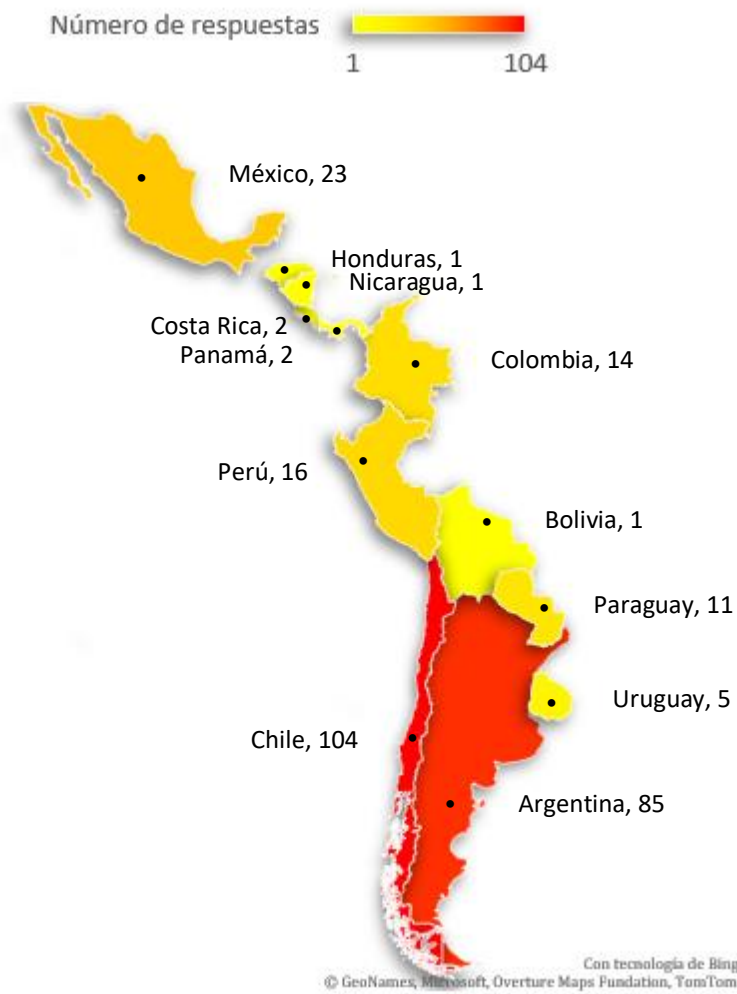 Número de respuestas
1 104
México, 23
Honduras, 1
Nicaragua, 1
Costa Rica, 2
Panamá, 2
Colombia, 14
Perú, 16
Bolivia, 1
Paraguay, 11
Uruguay, 5
Chile, 104
Argentina, 85
Con tecnología de Bing
© GeoNames, Microsoft, Overture Maps Fundation, TomTom